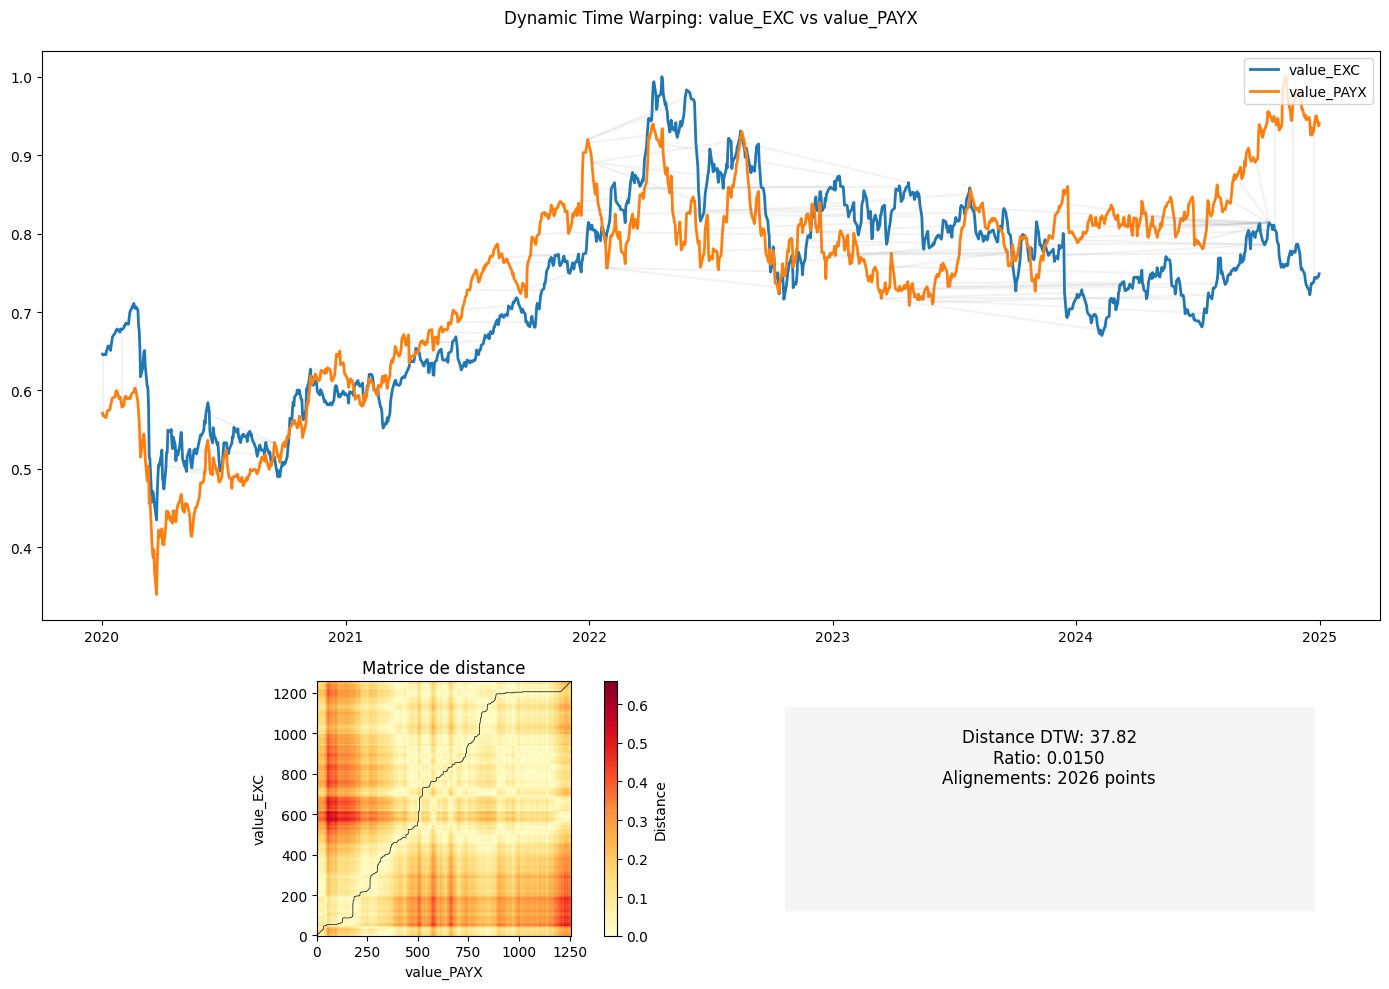 Dynamic Time Warping: value_EXC vs value_PAYX
1.0
0.9
0.8
0.7
0.6
0.5
0.4
value_EXC
value_PAYX
2020 2021 2022 2023 2024 2025
Matrice de distance
value_EXC
1200
1000
800
600
400
200
0
0 250 500 750 1000 1250
value_PAYX
0.6
0.5
0.4
0.3
0.2
0.1
0.0
Distance
Distance DTW: 37.82
Ratio: 0.0150
Alignements: 2026 points